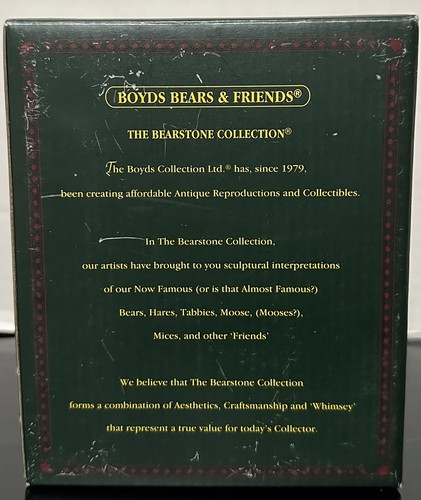 BOYDS BEARS & FRIENDS®
THE BEARSTONE COLLECTION®
The Boyds Collection Ltd.® has, since 1979,
been creating affordable Antique Reproductions and Collectibles.
In The Bearstone Collection,
our artists have brought to you sculptural interpretations
of our Now Famous (or is that Almost Famous?)
Bears, Hares, Tabbies, Moose, (Mooses?),
Mices, and other ‘Friends’
We believe that The Bearstone Collection
forms a combination of Aesthetics, Craftsmanship and ‘Whimsey’
that represent a true value for today's Collector.